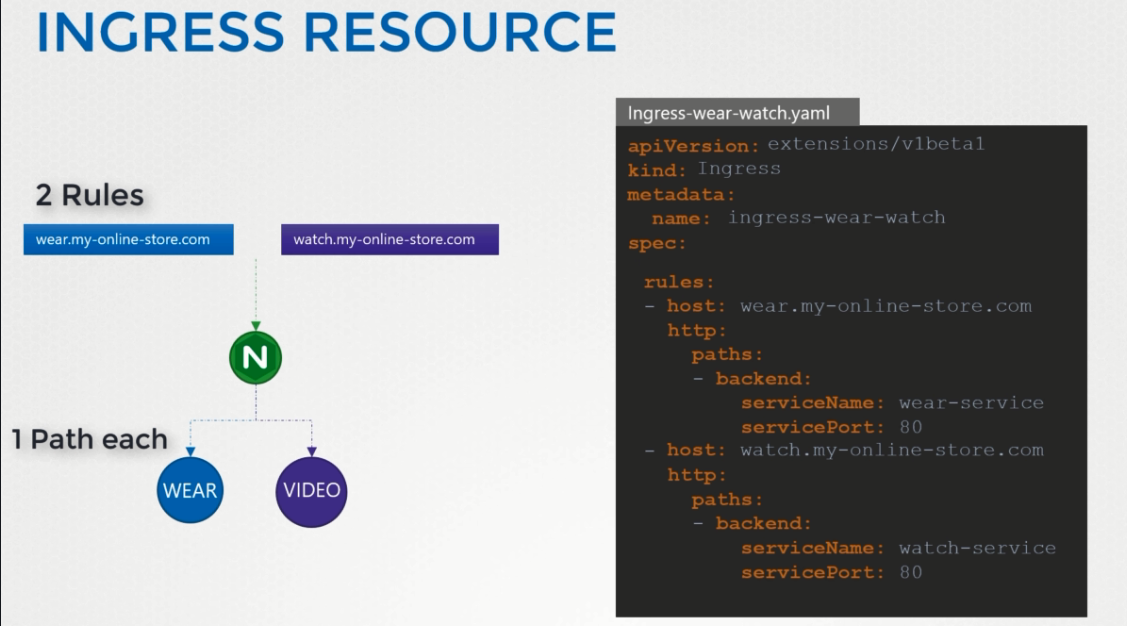 INGRESS RESOURCE
2 Rules
wear.my-online-store.com
watch.my-online-store.com
N
1 Path each
WEAR
VIDEO
Ingress-wear-watch.yaml
apiVersion: extensions/v1beta1
kind: Ingress
metadata:
  name: ingress-wear-watch
spec:
  rules:
  - host: wear.my-online-store.com
    http:
      paths:
      - backend:
          serviceName: wear-service
          servicePort: 80
  - host: watch.my-online-store.com
    http:
      paths:
      - backend:
          serviceName: watch-service
          servicePort: 80